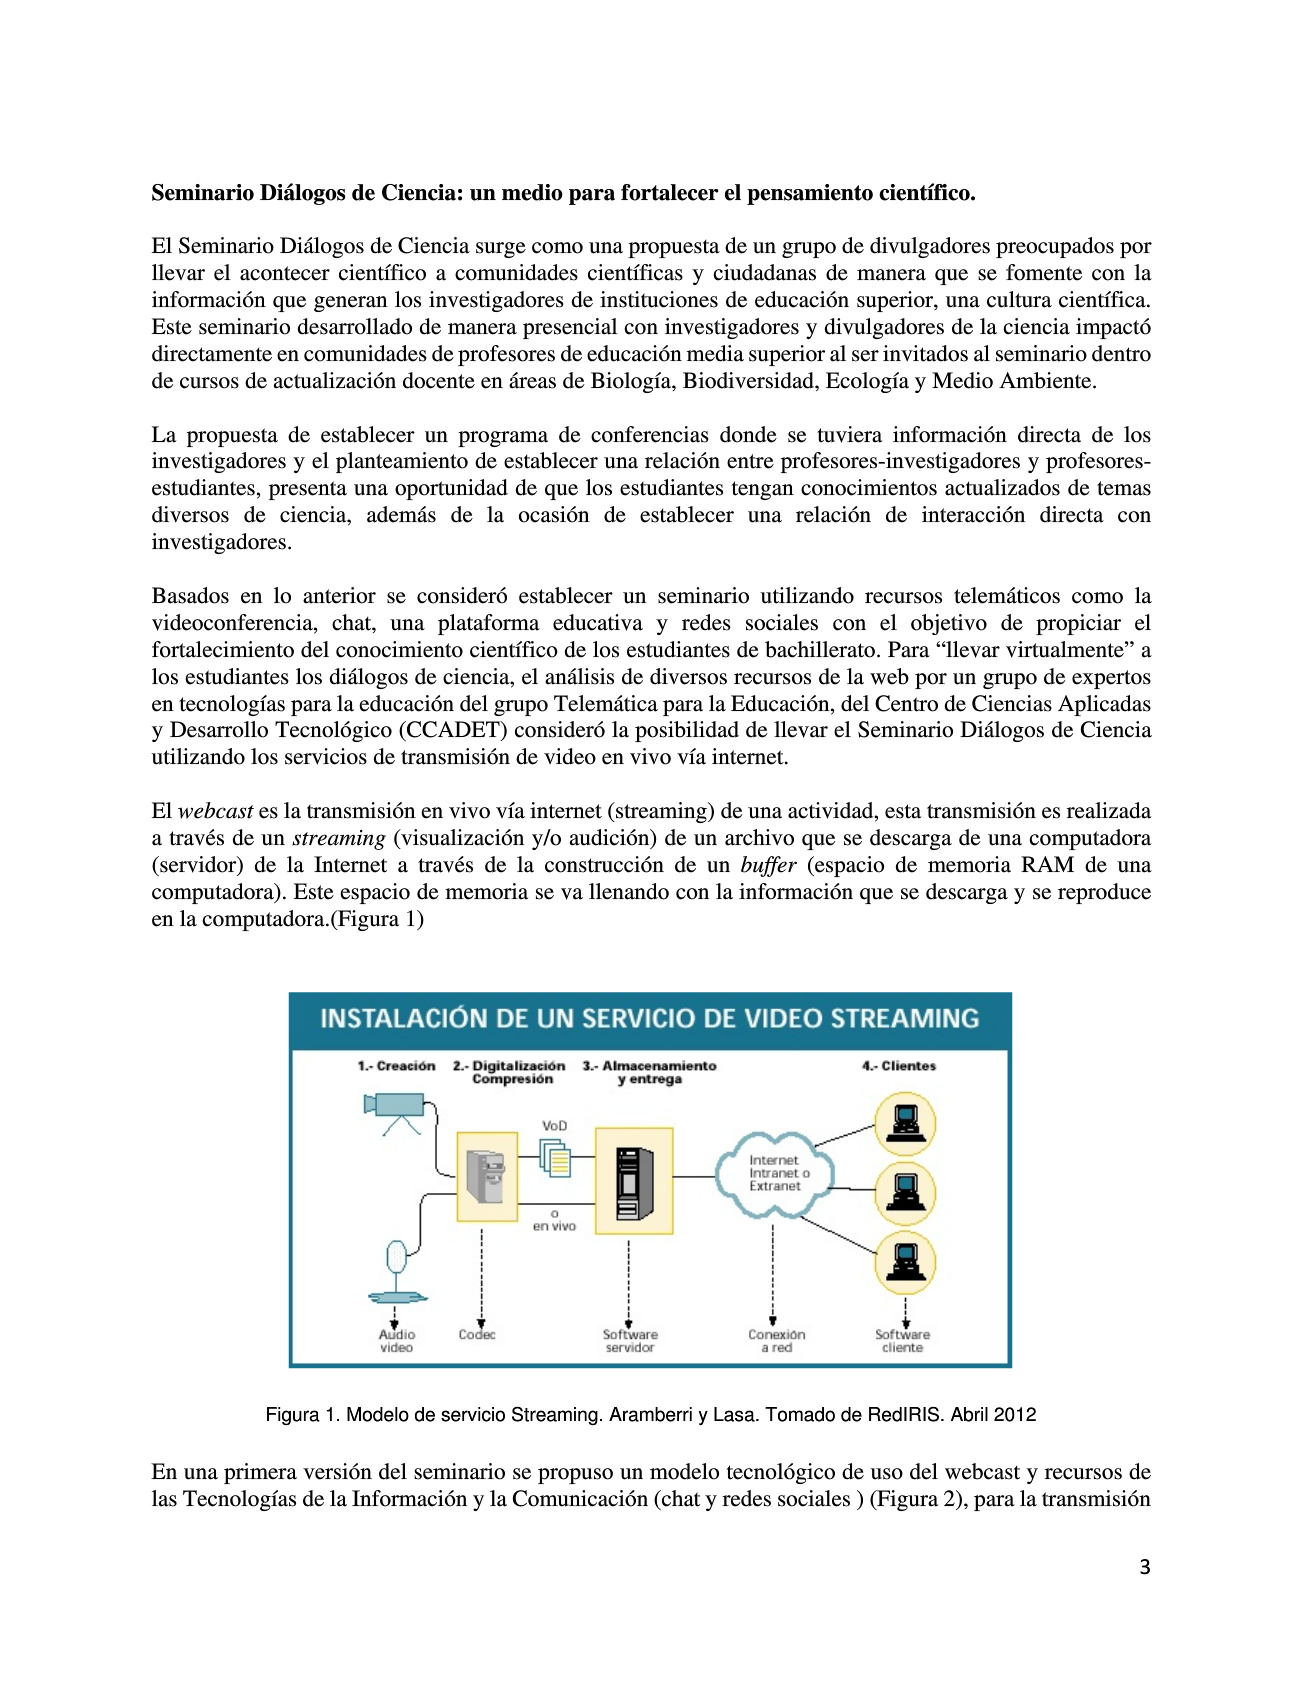 Seminario Diálogos de Ciencia: un medio para fortalecer el pensamiento científico.
El Seminario Diálogos de Ciencia surge como una propuesta de un grupo de divulgadores preocupados por
llevar el acontecer científico a comunidades científicas y ciudadanas de manera que se fomente con la
información que generan los investigadores de instituciones de educación superior, una cultura científica.
Este seminario desarrollado de manera presencial con investigadores y divulgadores de la ciencia impactó
directamente en comunidades de profesores de educación media superior al ser invitados al seminario dentro
de cursos de actualización docente en áreas de Biología, Biodiversidad, Ecología y Medio Ambiente.
La propuesta de establecer un programa de conferencias donde se tuviera información directa de los
investigadores y el planteamiento de establecer una relación entre profesores-investigadores y profesores-
estudiantes, presenta una oportunidad de que los estudiantes tengan conocimientos actualizados de temas
diversos de ciencia, además de la ocasión de establecer una relación de interacción directa con
investigadores.
Basados en lo anterior se consideró establecer un seminario utilizando recursos telemáticos como la
videoconferencia, chat, una plataforma educativa y redes sociales con el objetivo de propiciar el
fortalecimiento del conocimiento científico de los estudiantes de bachillerato. Para “llevar virtualmente” a
los estudiantes los diálogos de ciencia, el análisis de diversos recursos de la web por un grupo de expertos
en tecnologías para la educación del grupo Telemática para la Educación, del Centro de Ciencias Aplicadas
y Desarrollo Tecnológico (CCADET) consideró la posibilidad de llevar el Seminario Diálogos de Ciencia
utilizando los servicios de transmisión de video en vivo vía internet.
El webcast es la transmisión en vivo vía internet (streaming) de una actividad, esta transmisión es realizada
a través de un streaming (visualización y/o audición) de un archivo que se descarga de una computadora
(servidor) de la Internet a través de la construcción de un buffer (espacio de memoria RAM de una
computadora). Este espacio de memoria se va llenando con la información que se descarga y se reproduce
en la computadora.(Figura 1)
INSTALACIÓN DE UN SERVICIO DE VIDEO STREAMING
1.- Creación
2.- Digitalización
Compresión
3.- Almacenamiento
y entrega
4.- Clientes
VoD
o
en vivo
Internet
Intranet o
Extranet
Audio
video
Codec
Software
servidor
Conexión
a red
Software
cliente
Figura 1. Modelo de servicio Streaming. Aramberri y Lasa. Tomado de RedIRIS. Abril 2012
En una primera versión del seminario se propuso un modelo tecnológico de uso del webcast y recursos de
las Tecnologías de la Información y la Comunicación (chat y redes sociales ) (Figura 2), para la transmisión
3